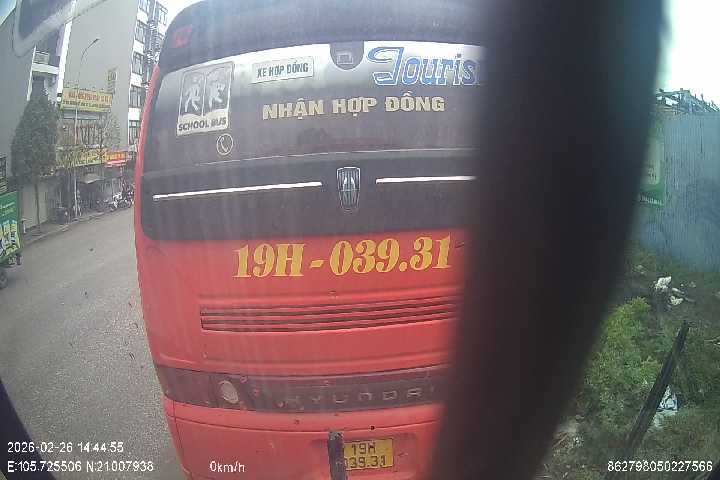 XE HỢP ĐỒNG
Touris
SCHOOL BUS
NHẬN HỢP ĐỒNG
19H-039.31
HYUNDAI
19H
039.31
2026-02-26 14:44:55
E:105.725506 N:21.007938
0km/h
862798050227566